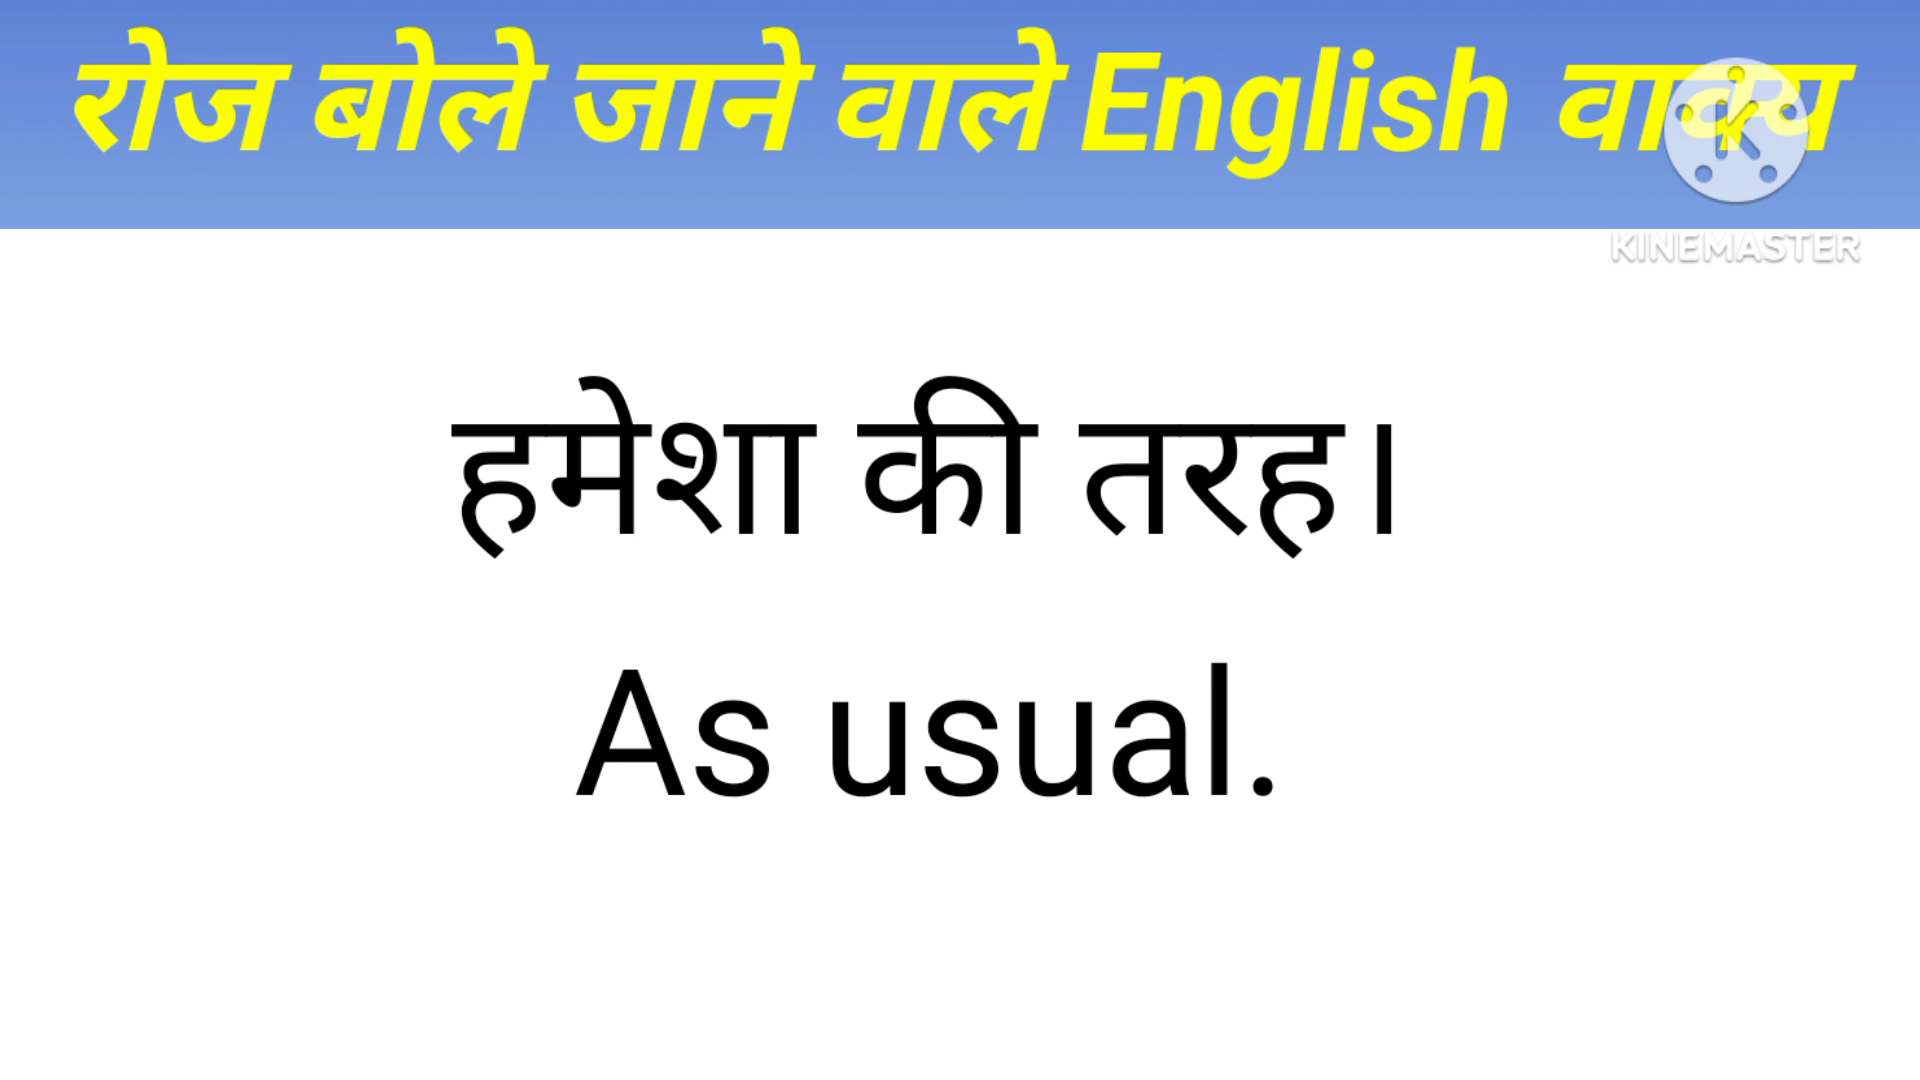 रोज बोले जाने वाले English वाक्य
K
KINEMASTER
हमेशा की तरह।
As usual.